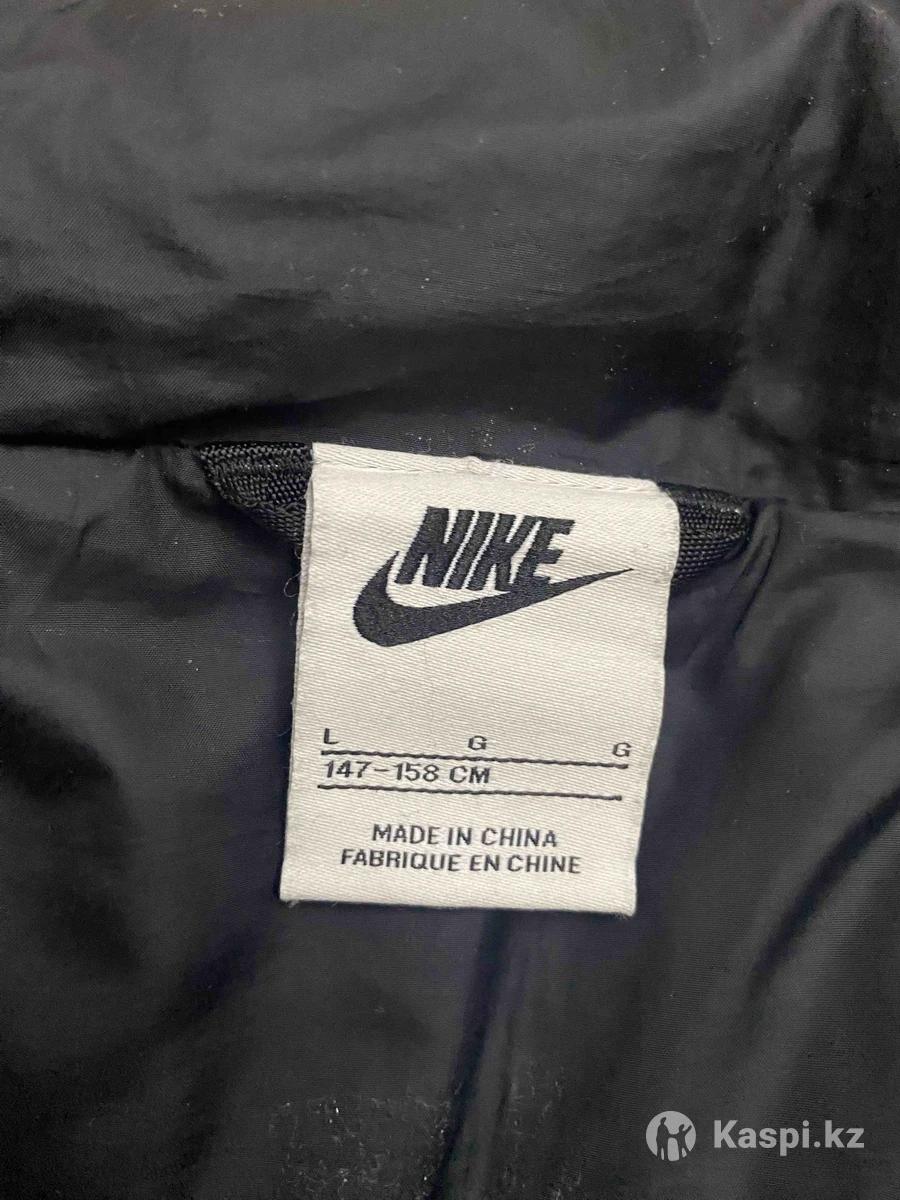 NIKE
L G G
147-158 CM
MADE IN CHINA
FABRIQUE EN CHINE
Kaspi.kz